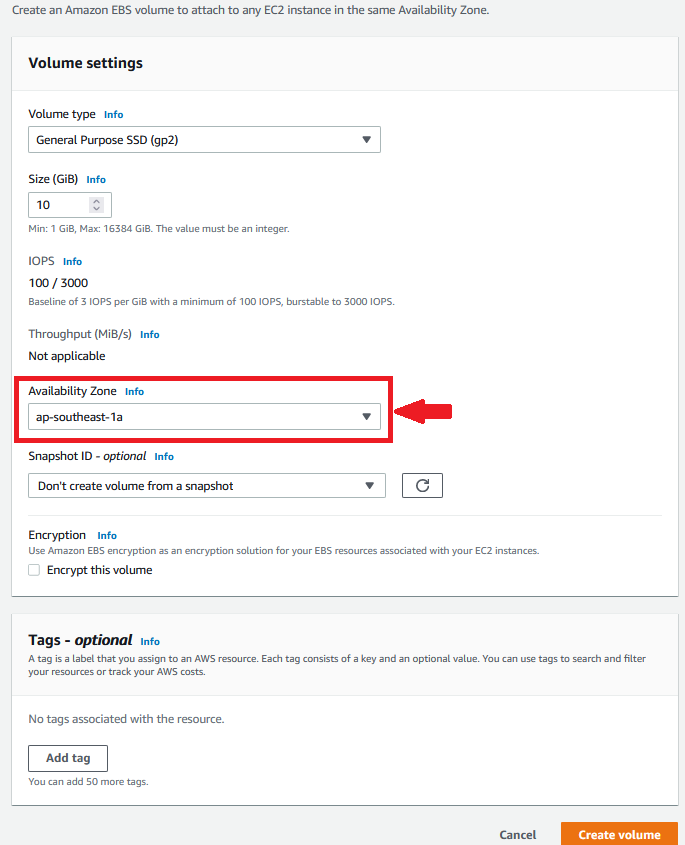 Create an Amazon EBS volume to attach to any EC2 instance in the same Availability Zone.
Volume settings
Volume type Info
General Purpose SSD (gp2)
Size (GiB) Info
10
Min: 1 GiB, Max: 16384 GiB. The value must be an integer.
IOPS Info
100 / 3000
Baseline of 3 IOPS per GiB with a minimum of 100 IOPS, burstable to 3000 IOPS.
Throughput (MiB/s) Info
Not applicable
Availability Zone Info
ap-southeast-1a
Snapshot ID - optional Info
Don't create volume from a snapshot
Encryption Info
Use Amazon EBS encryption as an encryption solution for your EBS resources associated with your EC2 instances.
Encrypt this volume
Tags - optional Info
A tag is a label that you assign to an AWS resource. Each tag consists of a key and an optional value. You can use tags to search and filter
your resources or track your AWS costs.
No tags associated with the resource.
Add tag
You can add 50 more tags.
Cancel Create volume